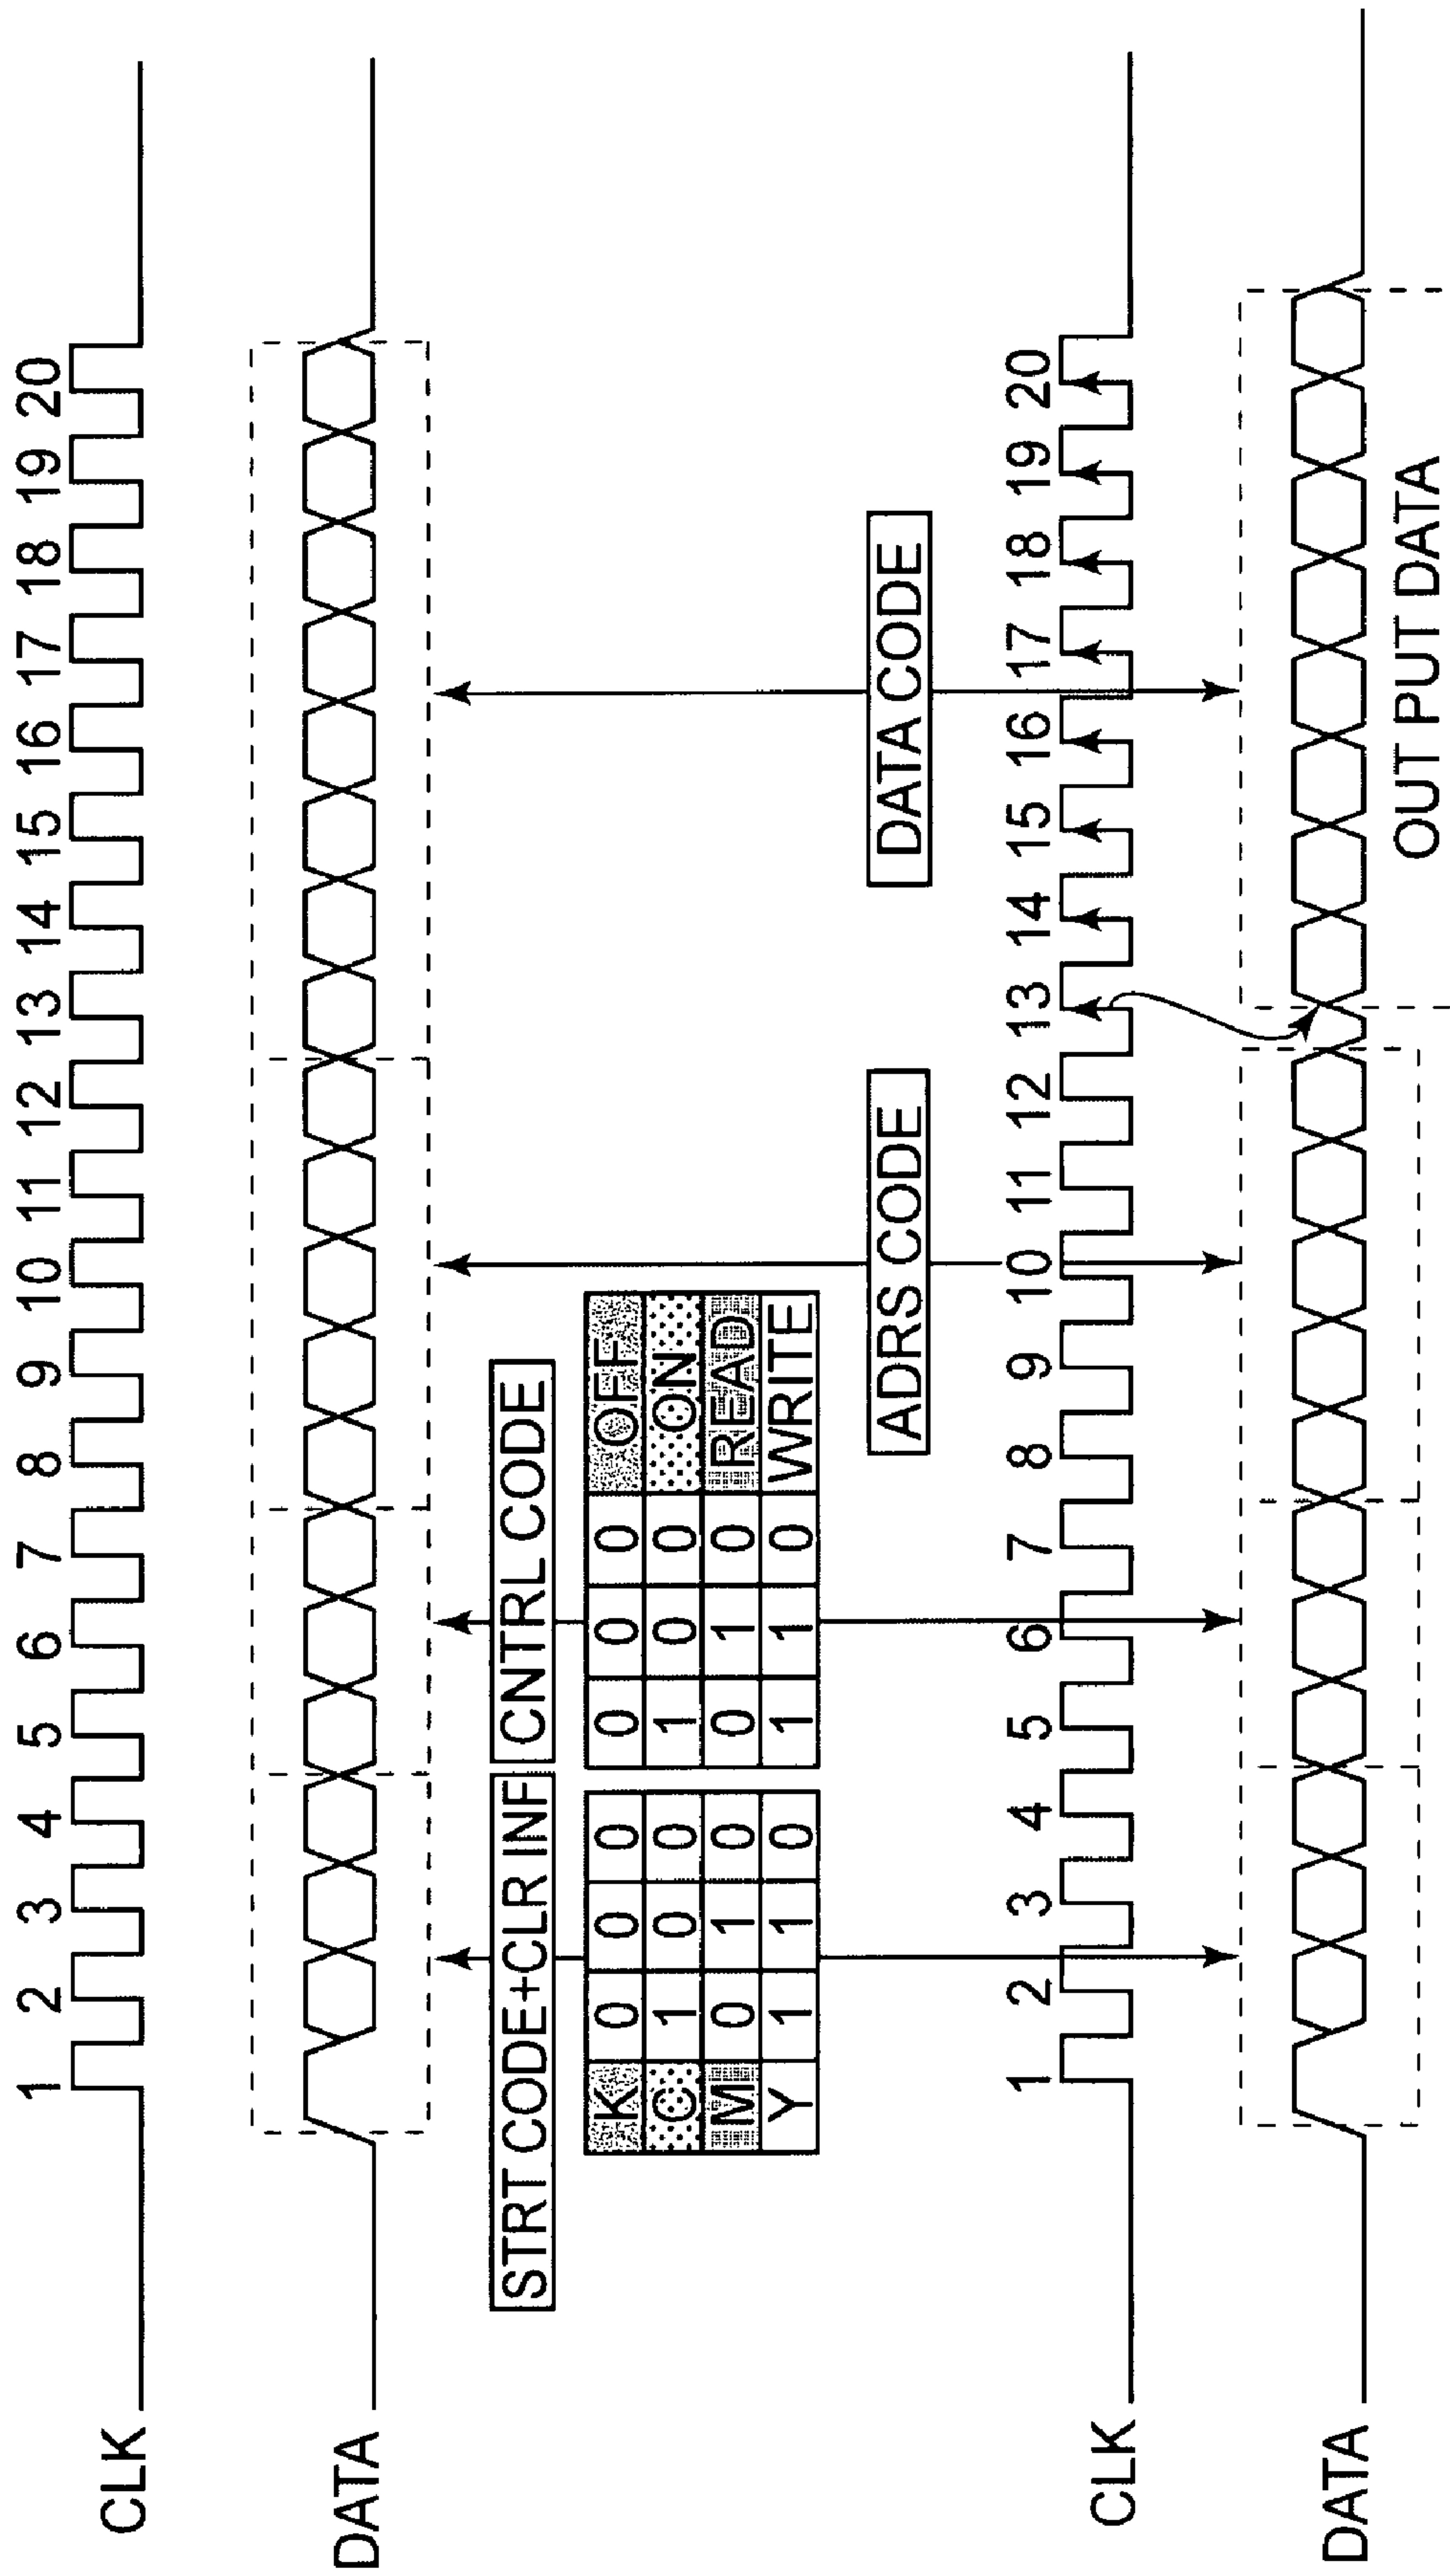 1 2 3 4 5 6 7 8 9 10 11 12 13 14 15 16 17 18 19 20
CLK
DATA
STRT CODE+CLR INF
CNTRL CODE
K 0 0 0
C 1 0 0
M 0 1 0
Y 1 1 0
0 0 0 OFF
1 0 0 ON
0 1 0 READ
1 1 0 WRITE
ADRS CODE
DATA CODE
1 2 3 4 5 6 7 8 9 10 11 12 13 14 15 16 17 18 19 20
CLK
DATA
OUT PUT DATA